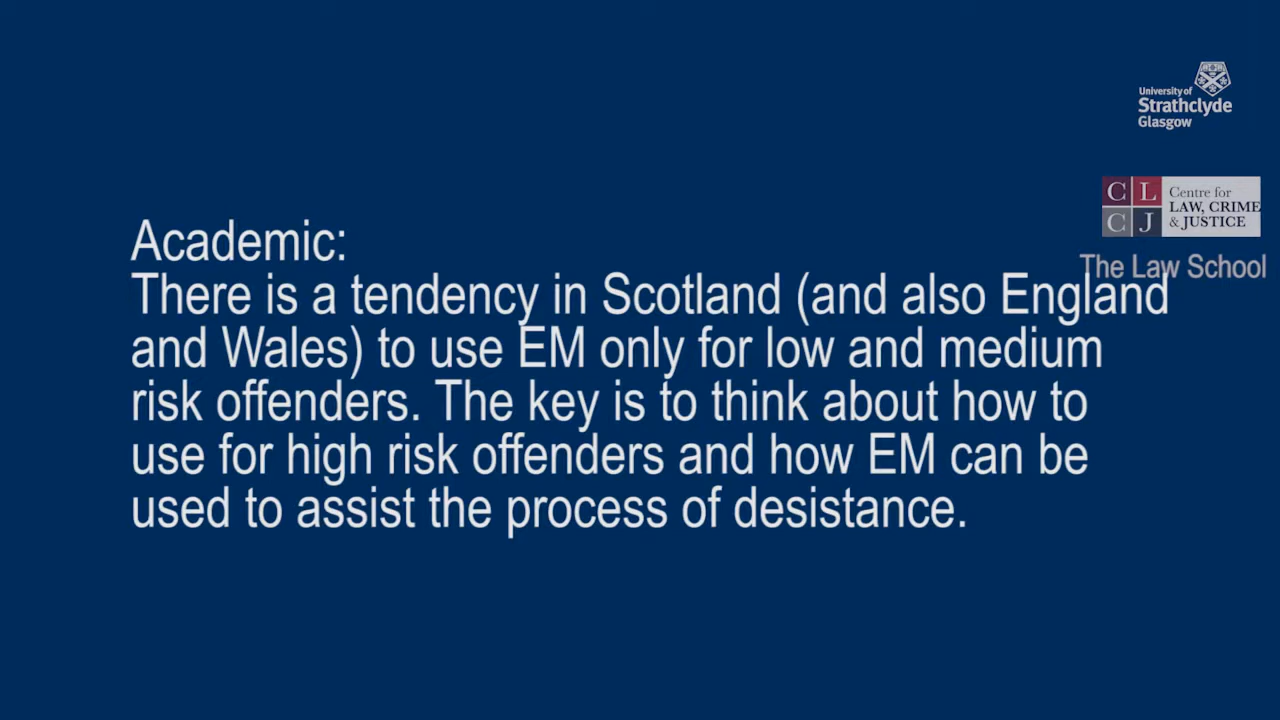 University of
Strathclyde
Glasgow
C L
C J
Centre for
LAW, CRIME
& JUSTICE
The Law School
Academic:
There is a tendency in Scotland (and also England
and Wales) to use EM only for low and medium
risk offenders. The key is to think about how to
use for high risk offenders and how EM can be
used to assist the process of desistance.